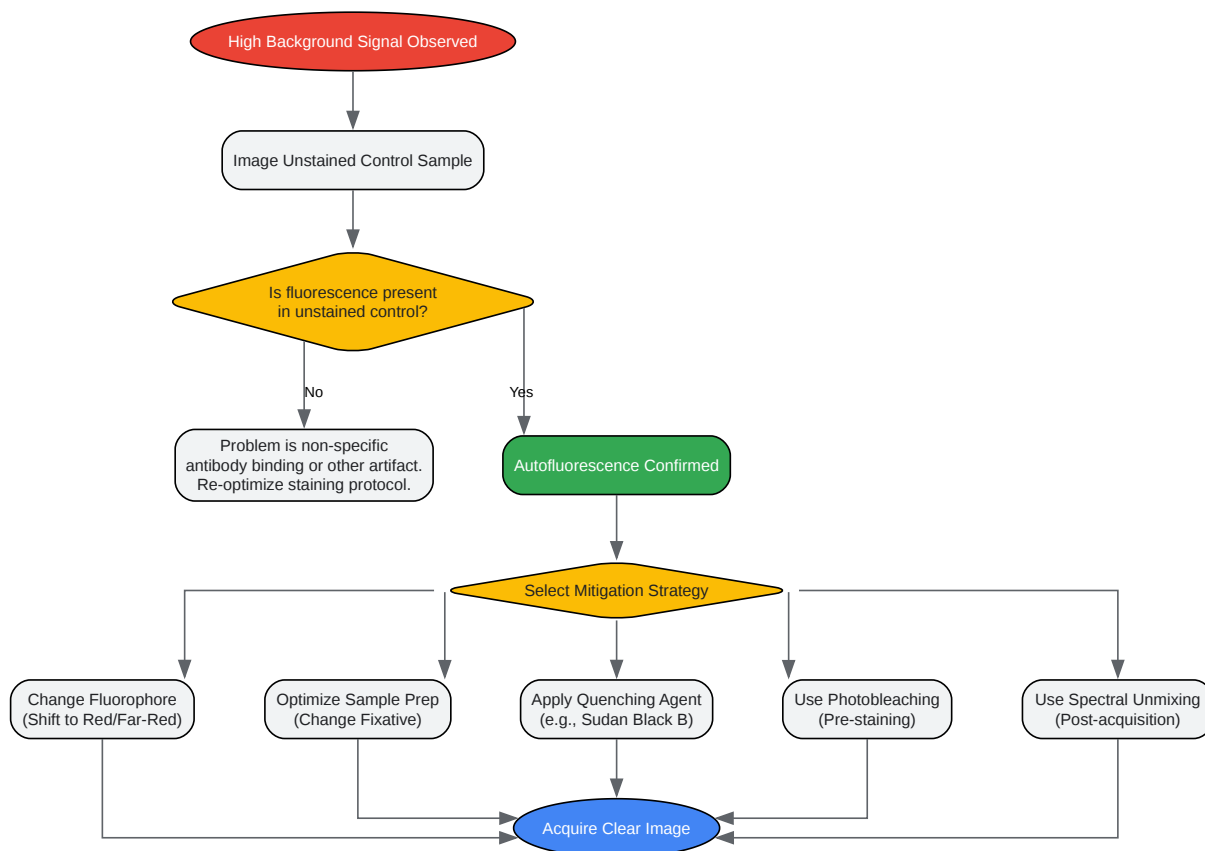 High Background Signal Observed
Image Unstained Control Sample
Is fluorescence present
in unstained control?
No
Yes
Problem is non-specific
antibody binding or other artifact.
Re-optimize staining protocol.
Autofluorescence Confirmed
Select Mitigation Strategy
Change Fluorophore
(Shift to Red/Far-Red)
Optimize Sample Prep
(Change Fixative)
Apply Quenching Agent
(e.g., Sudan Black B)
Use Photobleaching
(Pre-staining)
Use Spectral Unmixing
(Post-acquisition)
Acquire Clear Image